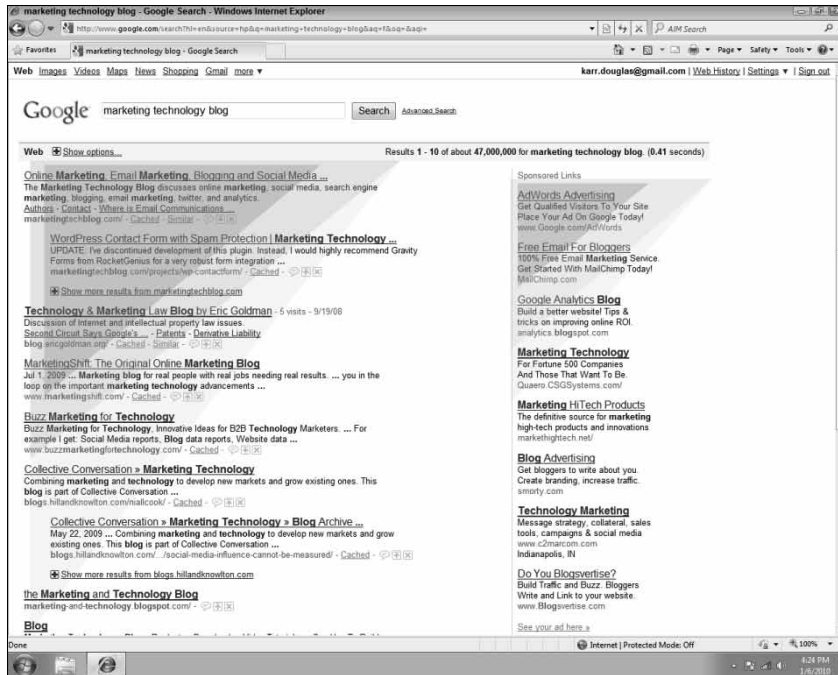 marketing technology blog - Google Search - Windows Internet Explorer
http://www.google.com/search?hl=en&source=hp&q=marketing+technology+blog&aq=f&oq=&aqi=
AIM Search
Favorites
marketing technology blog - Google Search
Page Safety Tools
Web Images Videos Maps News Shopping Gmail more ▼
karr.douglas@gmail.com | Web History | Settings ▼ | Sign out
Google
marketing technology blog
Search
Advanced Search
Web Show options...
Results 1 - 10 of about 47,000,000 for marketing technology blog. (0.41 seconds)
Online Marketing, Email Marketing, Blogging and Social Media ...
The Marketing Technology Blog discusses online marketing, social media, search engine
marketing, blogging, email marketing, twitter, and analytics.
Authors - Contact - Where is Email Communications ...
marketingtechblog.com/ - Cached - Similar -
WordPress Contact Form with Spam Protection | Marketing Technology ...
UPDATE: I've discontinued development of this plugin. Instead, I would highly recommend Gravity
Forms from RocketGenius for a very robust form integration ...
marketingtechblog.com/projects/wp-contactform/ - Cached -
Show more results from marketingtechblog.com
Technology & Marketing Law Blog by Eric Goldman - 5 visits - 9/19/08
Discussion of Internet and intellectual property law issues.
Second Circuit Says Google's ... - Patents - Derivative Liability
blog.ericgoldman.org/ - Cached - Similar -
MarketingShift: The Original Online Marketing Blog
Jul 1, 2009 ... Marketing blog for real people with real jobs needing real results. ... you in the
loop on the important marketing technology advancements ...
www.marketingshift.com/ - Cached -
Buzz Marketing for Technology
Buzz Marketing for Technology, Innovative Ideas for B2B Technology Marketers. ... For
example I get: Social Media reports, Blog data reports, Website data ...
www.buzzmarketingfortechnology.com/ - Cached -
Collective Conversation » Marketing Technology
Combining marketing and technology to develop new markets and grow existing ones. This
blog is part of Collective Conversation ...
blogs.hillandknowlton.com/niallcook/ - Cached -
Collective Conversation » Marketing Technology » Blog Archive ...
May 22, 2009 ... Combining marketing and technology to develop new markets and grow
existing ones. This blog is part of Collective Conversation ...
blogs.hillandknowlton.com/.../social-media-influence-cannot-be-measured/ - Cached -
Show more results from blogs.hillandknowlton.com
the Marketing and Technology Blog
marketing-and-technology.blogspot.com/ -
Blog
Sponsored Links
AdWords Advertising
Get Qualified Visitors To Your Site
Place Your Ad On Google Today!
www.Google.com/AdWords
Free Email For Bloggers
100% Free Email Marketing Service.
Get Started With MailChimp Today!
MailChimp.com
Google Analytics Blog
Build a better website! Tips &
tricks on improving online ROI.
analytics.blogspot.com
Marketing Technology
For Fortune 500 Companies
And Those That Want To Be.
Quaero.CSGSystems.com/
Marketing HiTech Products
The definitive source for marketing
high-tech products and innovations
markethightech.net/
Blog Advertising
Get bloggers to write about you.
Create branding, increase traffic.
smorty.com
Technology Marketing
Message strategy, collateral, sales
tools, campaigns & social media
www.c2marcom.com
Indianapolis, IN
Do You Blogsvertise?
Build Traffic and Buzz. Bloggers
Write and Link to your website.
www.Blogsvertise.com
See your ad here »
Done
Internet | Protected Mode: Off
100%
4:24 PM
1/6/2010